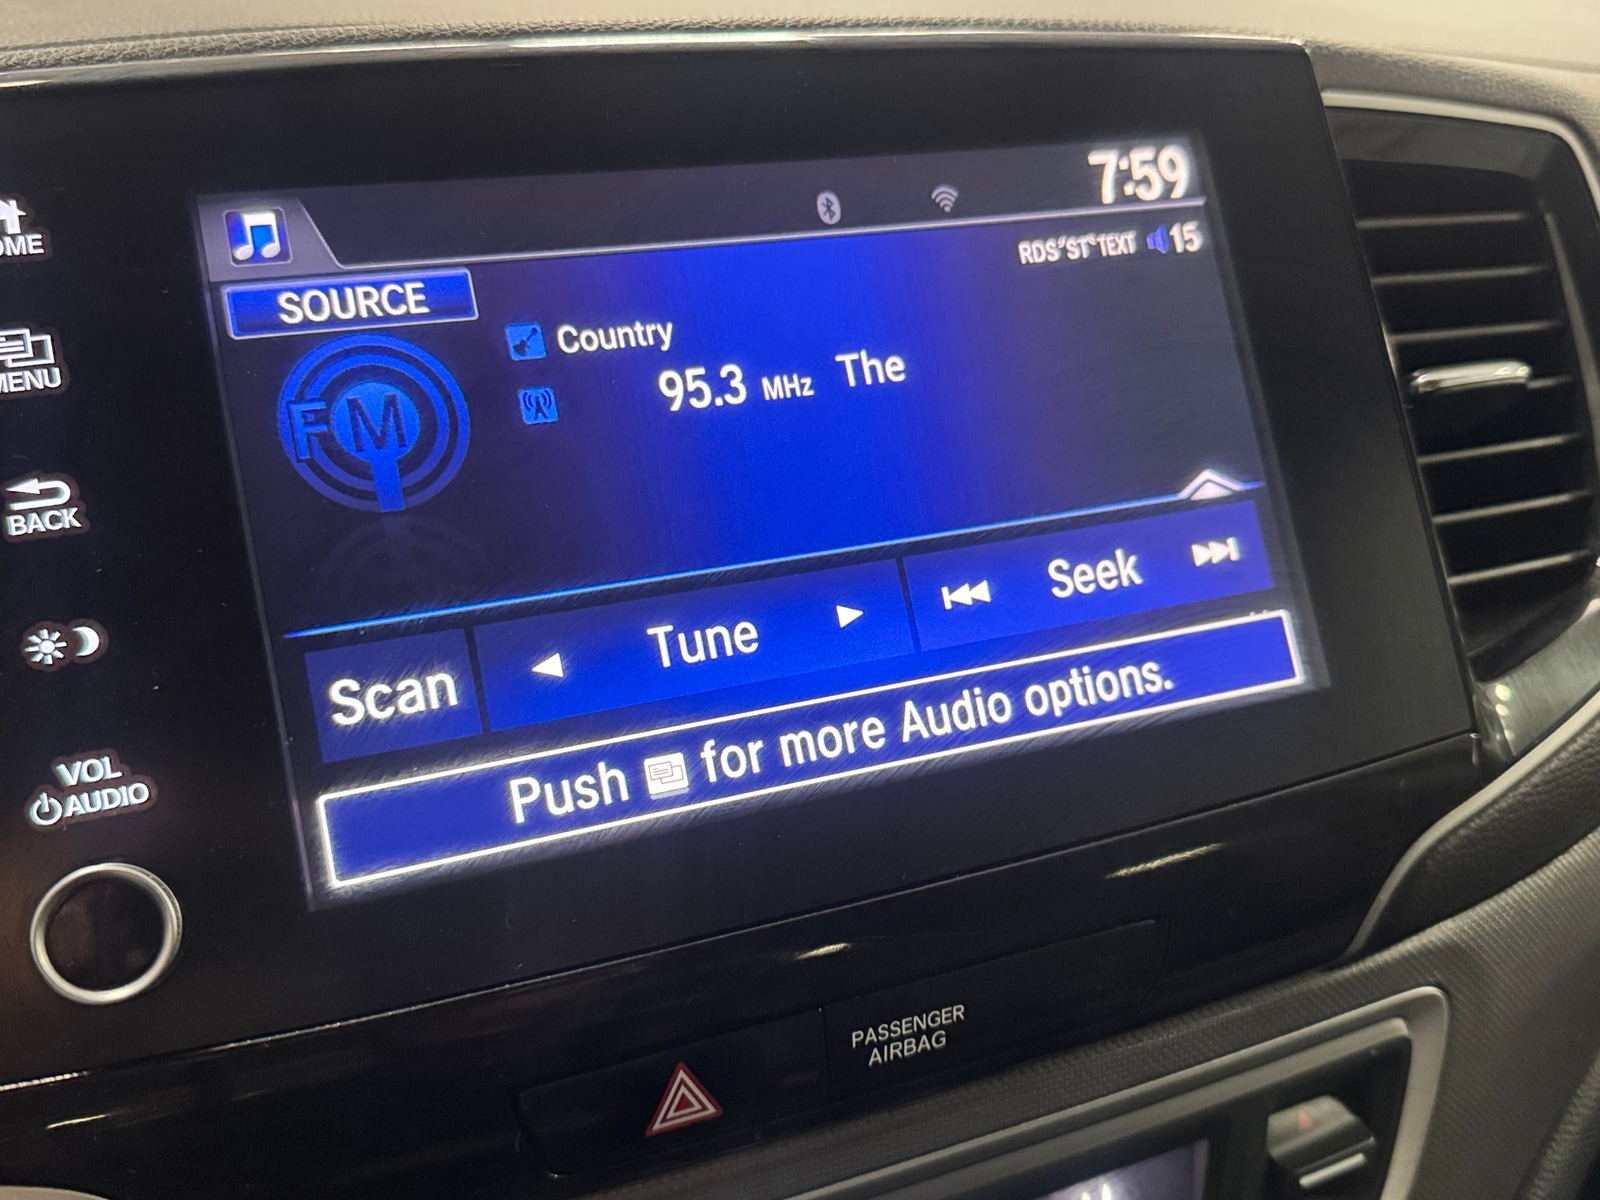 7:59
HOME
RDS ST TEXT 15
SOURCE
Country
FM
95.3 MHz The
MENU
BACK
Seek
Tune
Scan
Push for more Audio options.
VOL
AUDIO
PASSENGER
AIRBAG